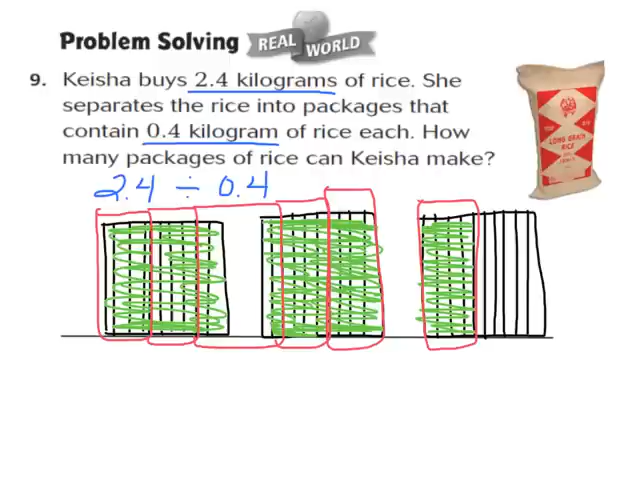 Problem Solving REAL WORLD
9. Keisha buys 2.4 kilograms of rice. She
separates the rice into packages that
contain 0.4 kilogram of rice each. How
many packages of rice can Keisha make?
2.4 ÷ 0.4
LONG GRAIN
RICE